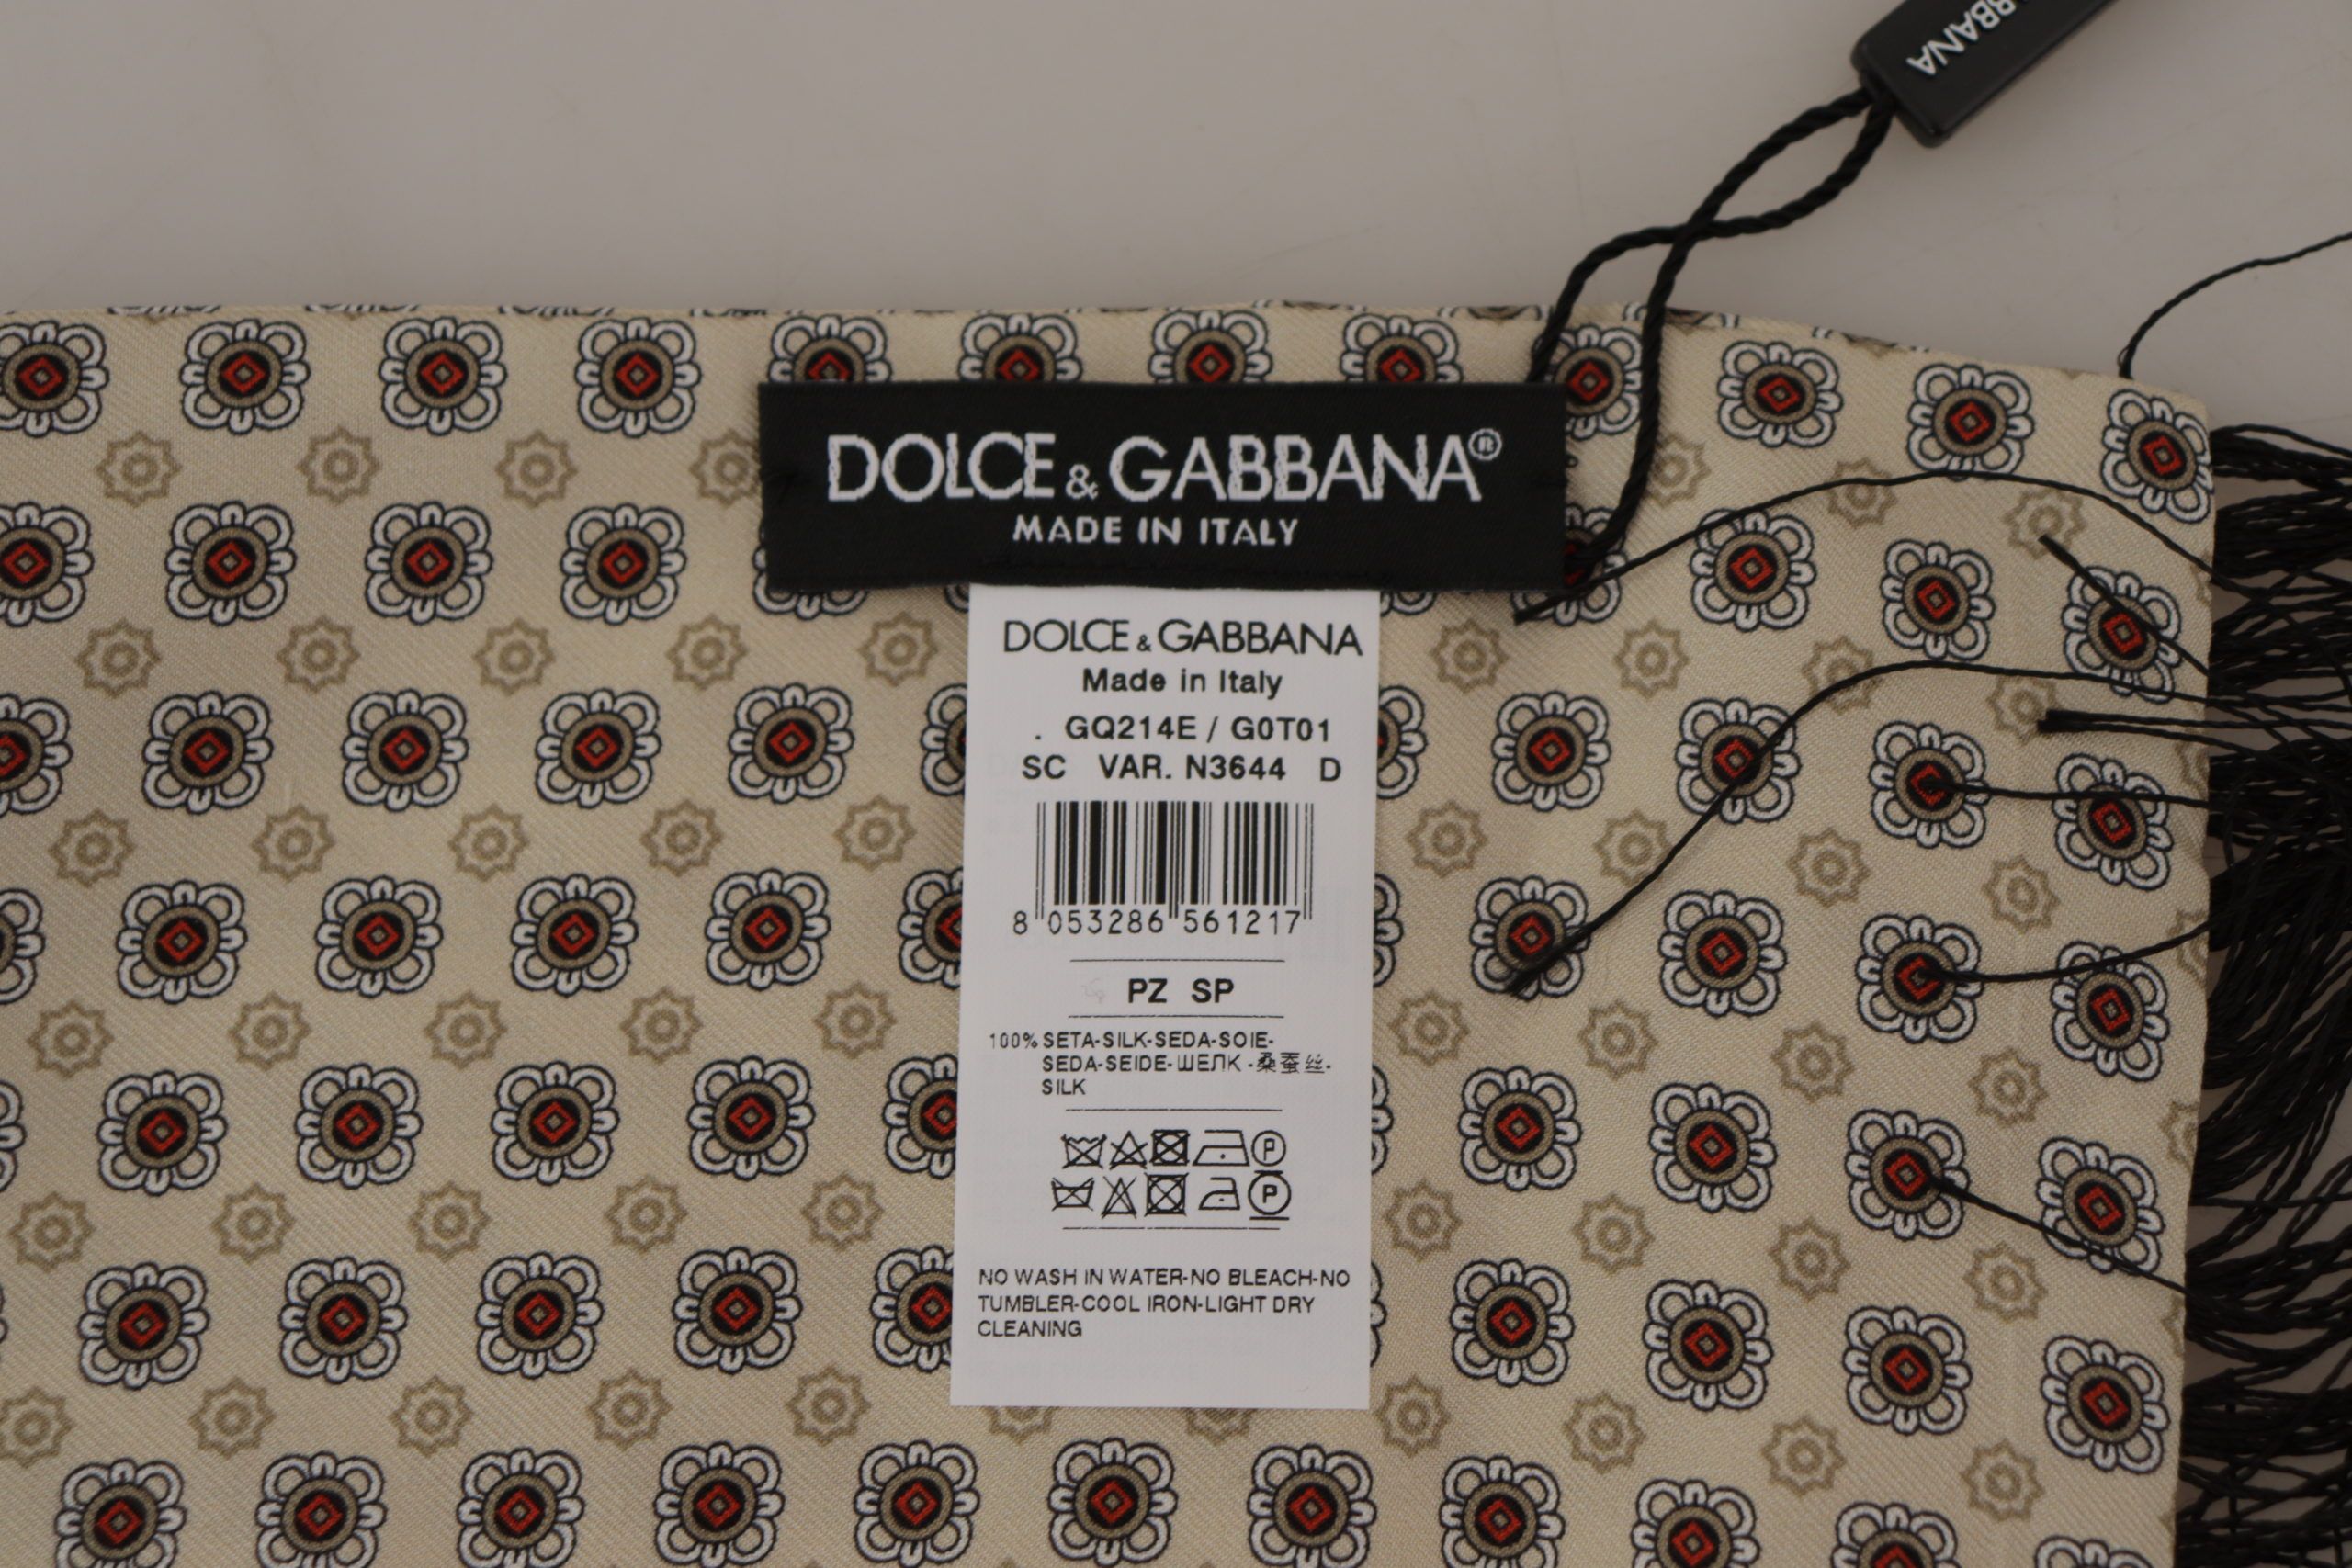 BBANA
DOLCE & GABBANA®
MADE IN ITALY
DOLCE & GABBANA
Made in Italy
. GQ214E / G0T01
SC VAR. N3644 D
8 053286 561217
PZ SP
100% SETA-SILK-SEDA-SOIE-
SEDA-SEIDE-ШЕЛК -桑蚕丝-
SILK
P
P
NO WASH IN WATER-NO BLEACH-NO
TUMBLER-COOL IRON-LIGHT DRY
CLEANING